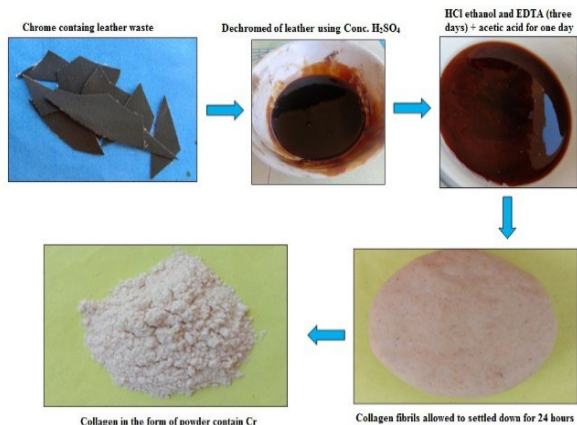 Chrome containg leather waste
Dechromed of leather using Conc. H₂SO₄
HCl ethanol and EDTA (three
days) + acetic acid for one day
Collagen in the form of powder contain Cr
Collagen fibrils allowed to settled down for 24 hours